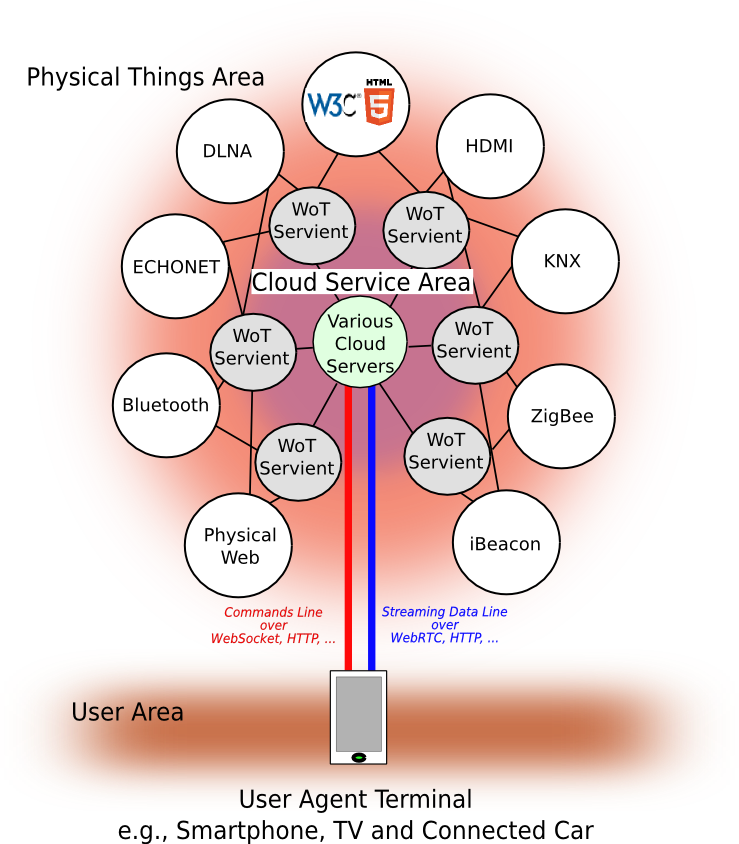 Physical Things Area
HTML
W3C®
5
DLNA
HDMI
WoT
Servient
WoT
Servient
ECHONET
KNX
Cloud Service Area
Various
Cloud
Servers
WoT
Servient
WoT
Servient
Bluetooth
ZigBee
WoT
Servient
WoT
Servient
Physical
Web
iBeacon
Commands Line
over
WebSocket, HTTP, ...
Streaming Data Line
over
WebRTC, HTTP, ...
User Area
User Agent Terminal
e.g., Smartphone, TV and Connected Car